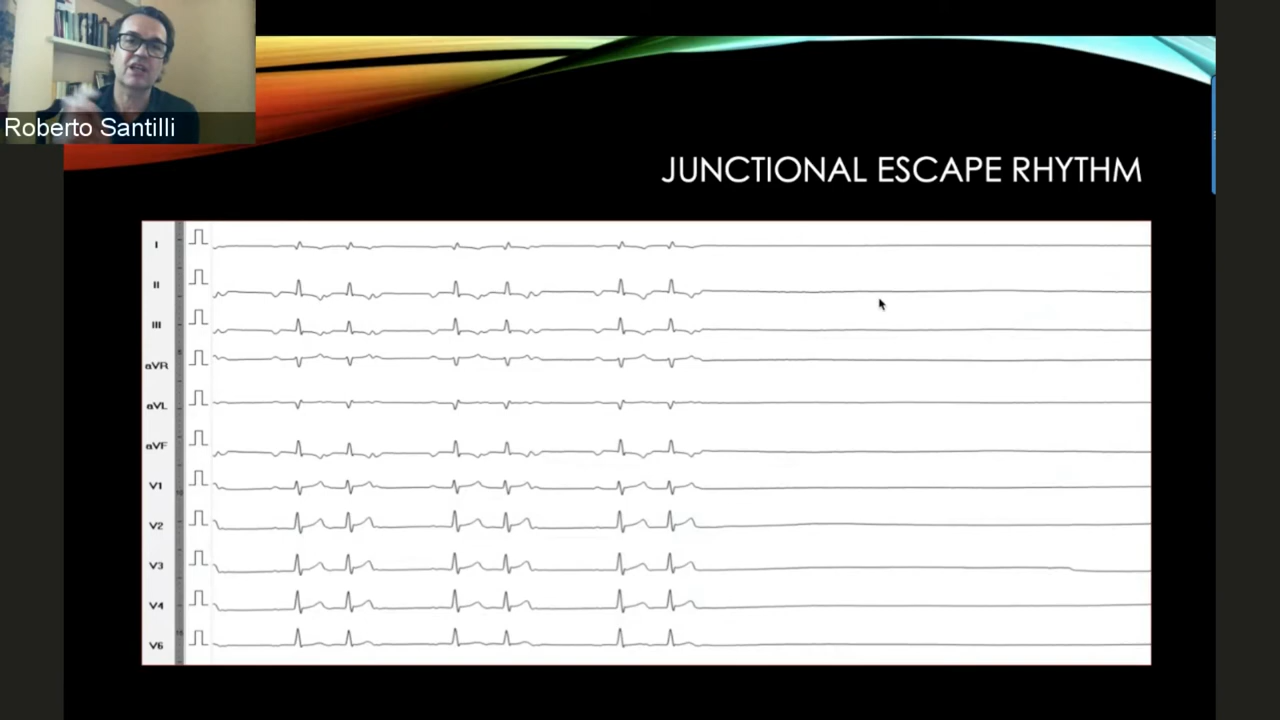 Roberto Santilli
JUNCTIONAL ESCAPE RHYTHM
I
II
III
aVR
aVL
aVF
V1
V2
V3
V4
V6